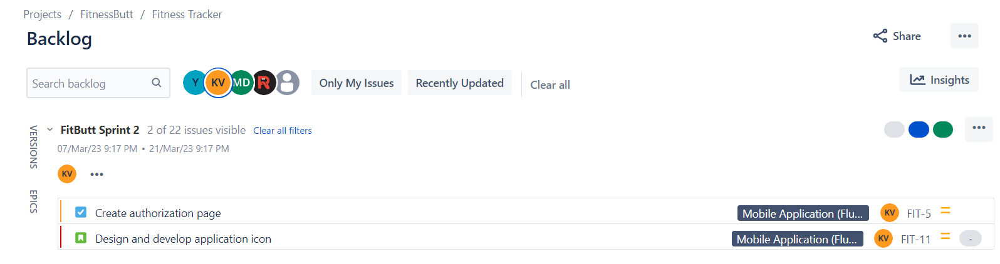 Projects / FitnessButt / Fitness Tracker
Backlog
Share
Search backlog
Y KV MD R
Only My Issues Recently Updated Clear all
Insights
VERSIONS
FitButt Sprint 2 2 of 22 issues visible Clear all filters
07/Mar/23 9:17 PM • 21/Mar/23 9:17 PM
KV
EPICS
Create authorization page Mobile Application (Flu... KV FIT-5
Design and develop application icon Mobile Application (Flu... KV FIT-11 -